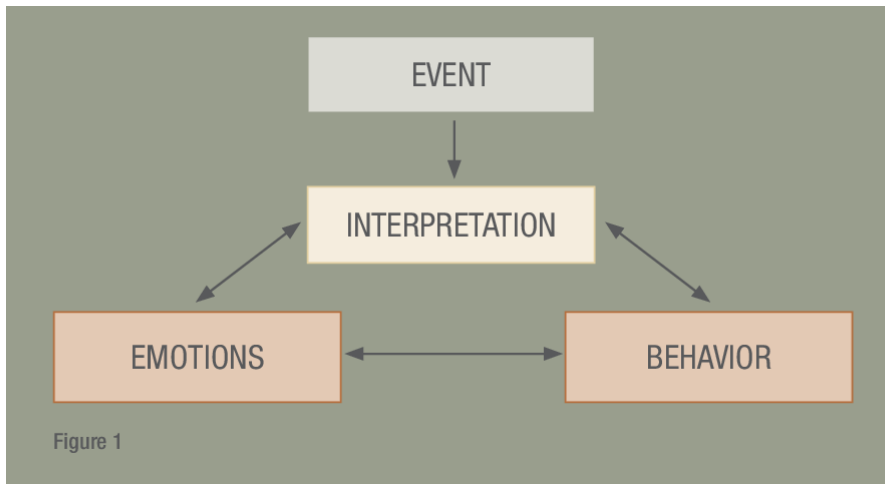 EVENT
INTERPRETATION
EMOTIONS
BEHAVIOR
Figure 1